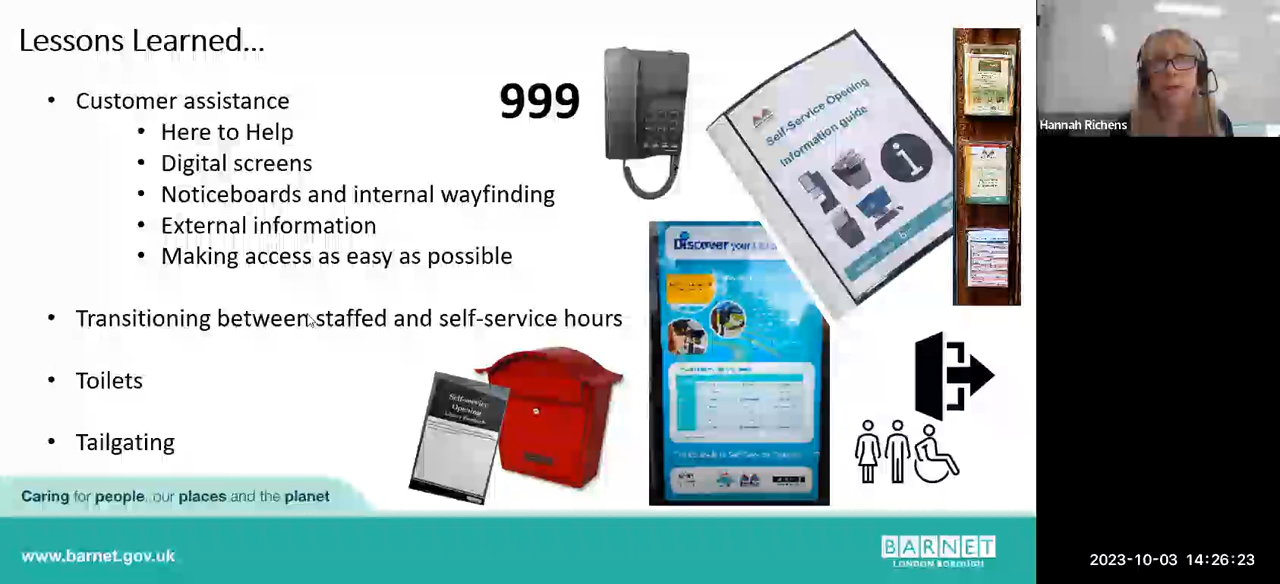 Lessons Learned...
• Customer assistance
• Here to Help
• Digital screens
• Noticeboards and internal wayfinding
• External information
• Making access as easy as possible
• Transitioning between staffed and self-service hours
• Toilets
• Tailgating
999
Self-Service Opening
Information guide
Discover your
Self-service
Opening
Caring for people, our places and the planet
www.barnet.gov.uk
BARNET
LONDON BOROUGH
Hannah Richens
2023-10-03 14:26:23